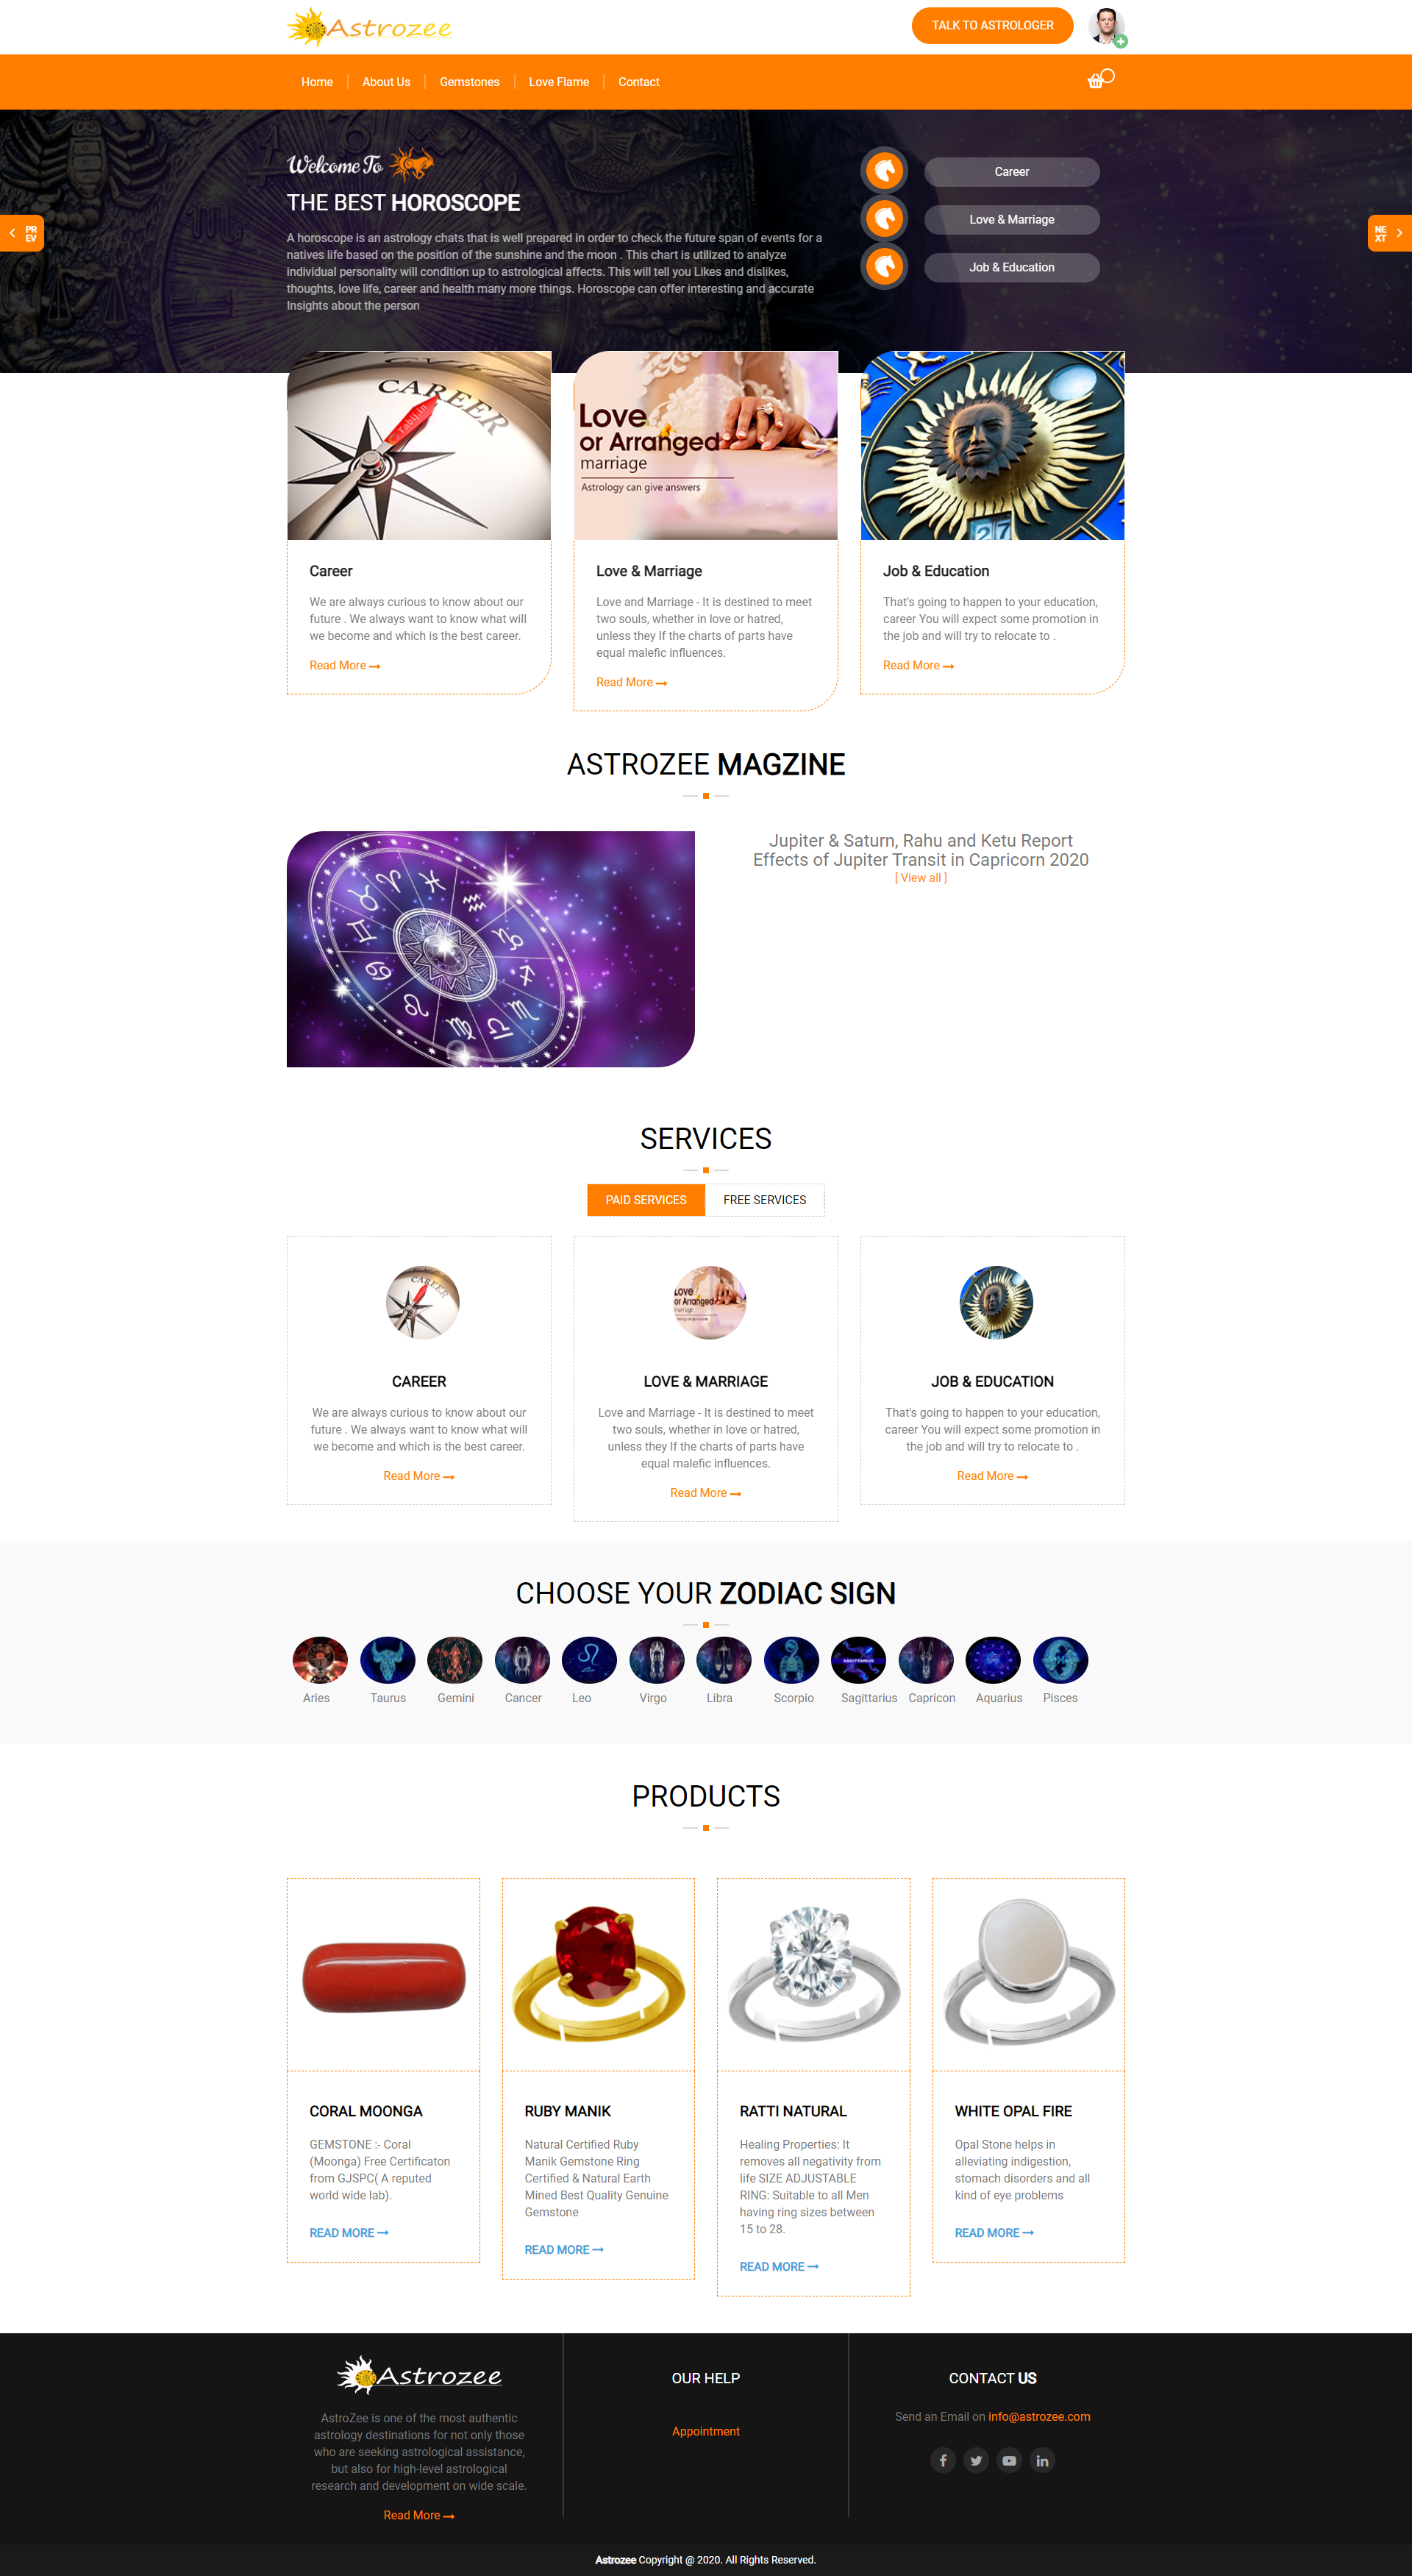 Astrozee
TALK TO ASTROLOGER
Home
About Us
Gemstones
Love Flame
Contact
Welcome To
THE BEST HOROSCOPE
A horoscope is an astrology chats that is well prepared in order to check the future span of events for a
natives life based on the position of the sunshine and the moon . This chart is utilized to analyze
individual personality will condition up to astrological affects. This will tell you Likes and dislikes,
thoughts, love life, career and health many more things. Horoscope can offer interesting and accurate
Insights about the person
Career
Love & Marriage
Job & Education
PR
EV
NE
XT
CAREER
Tablij.in
Love
or Arranged
marriage
Astrology can give answers
27
Career
We are always curious to know about our
future . We always want to know what will
we become and which is the best career.
Read More
Love & Marriage
Love and Marriage - It is destined to meet
two souls, whether in love or hatred,
unless they If the charts of parts have
equal malefic influences.
Read More
Job & Education
That's going to happen to your education,
career You will expect some promotion in
the job and will try to relocate to .
Read More
ASTROZEE MAGZINE
Jupiter & Saturn, Rahu and Ketu Report
Effects of Jupiter Transit in Capricorn 2020
[ View all ]
SERVICES
PAID SERVICES
FREE SERVICES
CAREER
Love
or Arranged
marriage
CAREER
We are always curious to know about our
future . We always want to know what will
we become and which is the best career.
Read More
LOVE & MARRIAGE
Love and Marriage - It is destined to meet
two souls, whether in love or hatred,
unless they If the charts of parts have
equal malefic influences.
Read More
JOB & EDUCATION
That's going to happen to your education,
career You will expect some promotion in
the job and will try to relocate to .
Read More
CHOOSE YOUR ZODIAC SIGN
SAGITTARIUS
Aries
Taurus
Gemini
Cancer
Leo
Virgo
Libra
Scorpio
Sagittarius
Capricon
Aquarius
Pisces
PRODUCTS
CORAL MOONGA
GEMSTONE :- Coral
(Moonga) Free Certificaton
from GJSPC( A reputed
world wide lab).
READ MORE
RUBY MANIK
Natural Certified Ruby
Manik Gemstone Ring
Certified & Natural Earth
Mined Best Quality Genuine
Gemstone
READ MORE
RATTI NATURAL
Healing Properties: It
removes all negativity from
life SIZE ADJUSTABLE
RING: Suitable to all Men
having ring sizes between
15 to 28.
READ MORE
WHITE OPAL FIRE
Opal Stone helps in
alleviating indigestion,
stomach disorders and all
kind of eye problems
READ MORE
Astrozee
AstroZee is one of the most authentic
astrology destinations for not only those
who are seeking astrological assistance,
but also for high-level astrological
research and development on wide scale.
Read More
OUR HELP
Appointment
CONTACT US
Send an Email on info@astrozee.com
Astrozee Copyright @ 2020. All Rights Reserved.